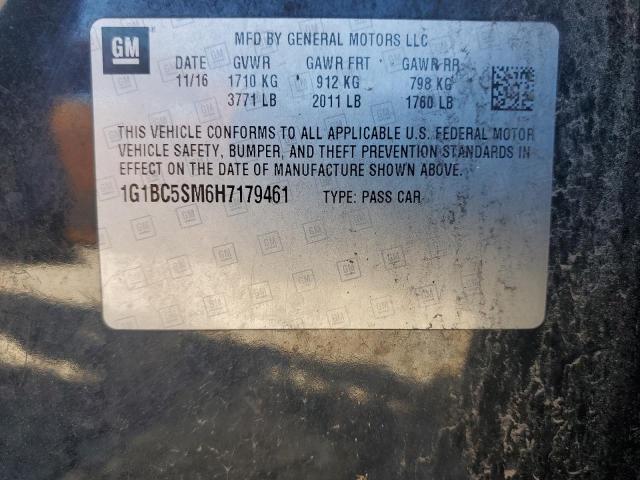 GM
MFD BY GENERAL MOTORS LLC
DATE GVWR GAWR FRT GAWR RR
11/16 1710 KG 912 KG 798 KG
3771 LB 2011 LB 1760 LB
THIS VEHICLE CONFORMS TO ALL APPLICABLE U.S. FEDERAL MOTOR
VEHICLE SAFETY, BUMPER, AND THEFT PREVENTION STANDARDS IN
EFFECT ON THE DATE OF MANUFACTURE SHOWN ABOVE.
1G1BC5SM6H7179461 TYPE: PASS CAR